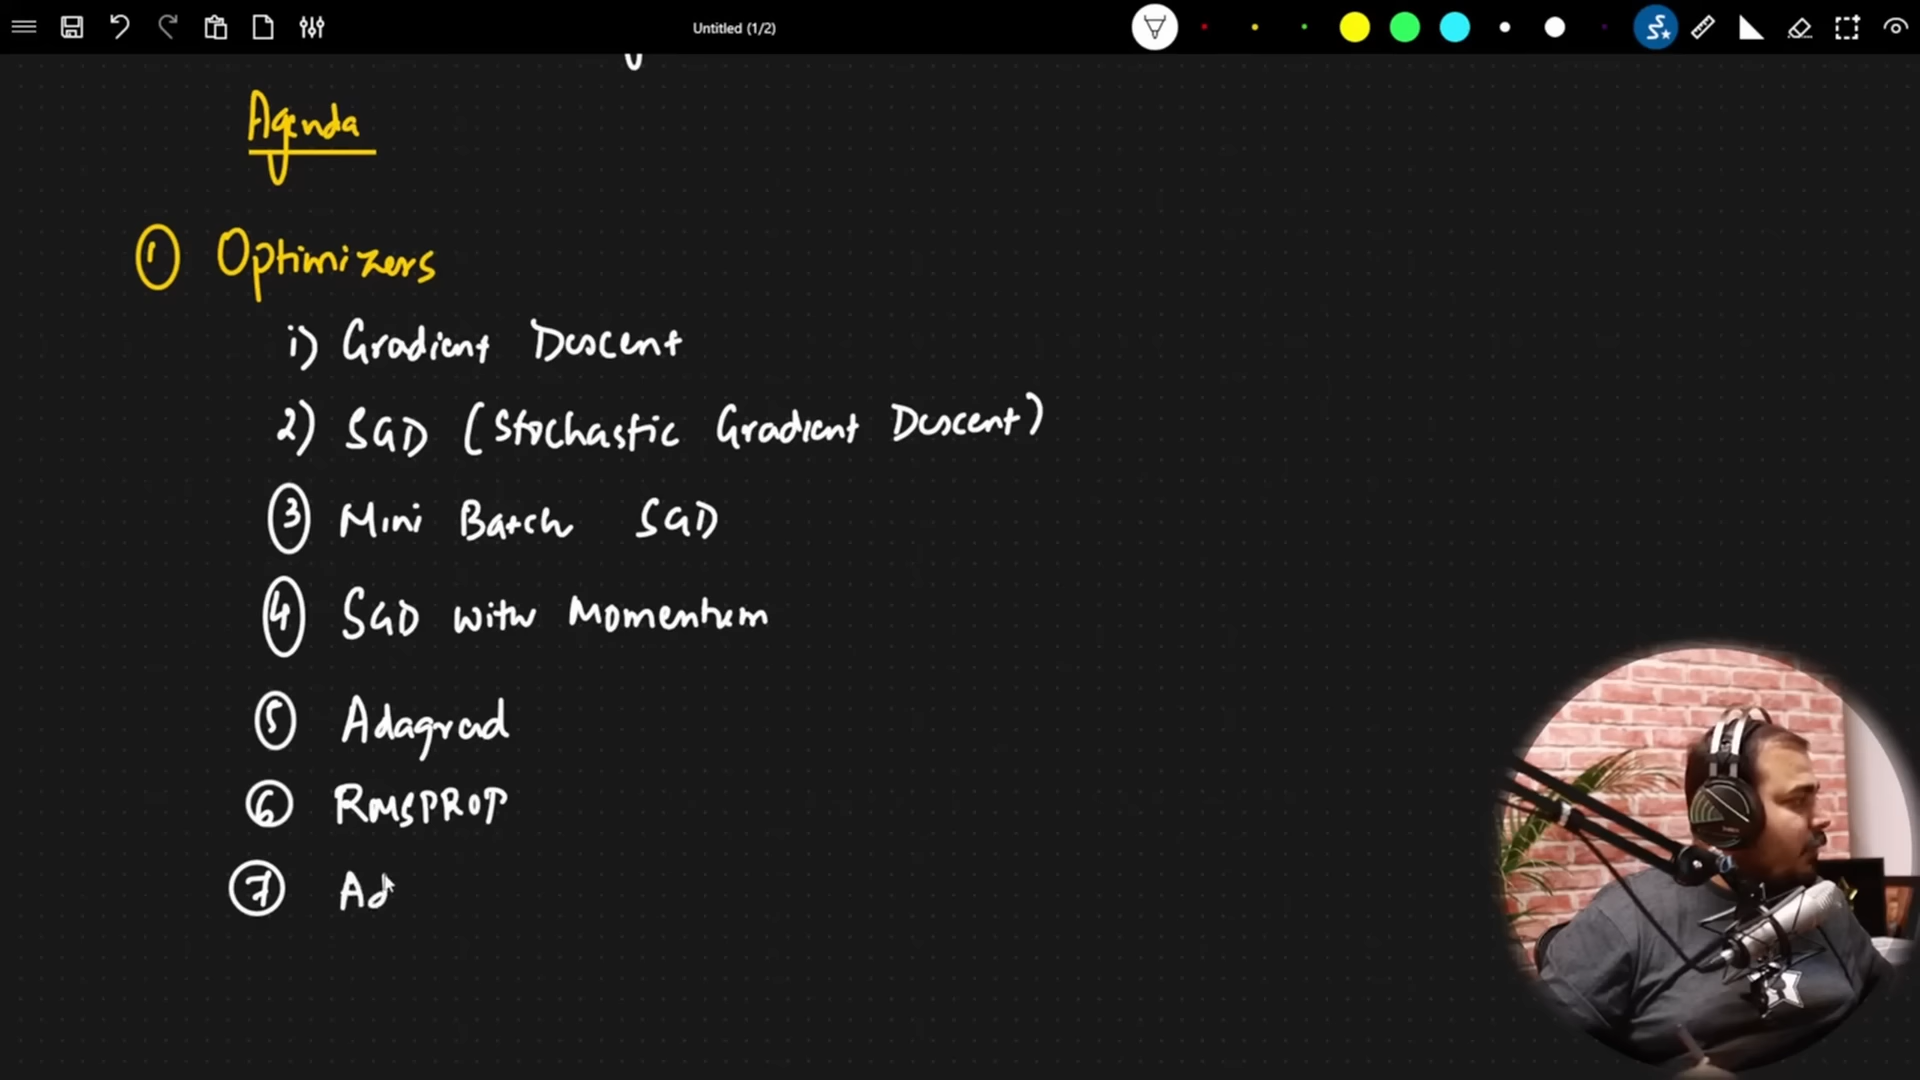 Untitled (1/2)
Agenda
① Optimizers
i) Gradient Descent
2) SGD (Stochastic Gradient Descent)
③ Mini Batch SGD
④ SGD with Momentum
⑤ Adagrad
⑥ RMSPROP
⑦ Ad